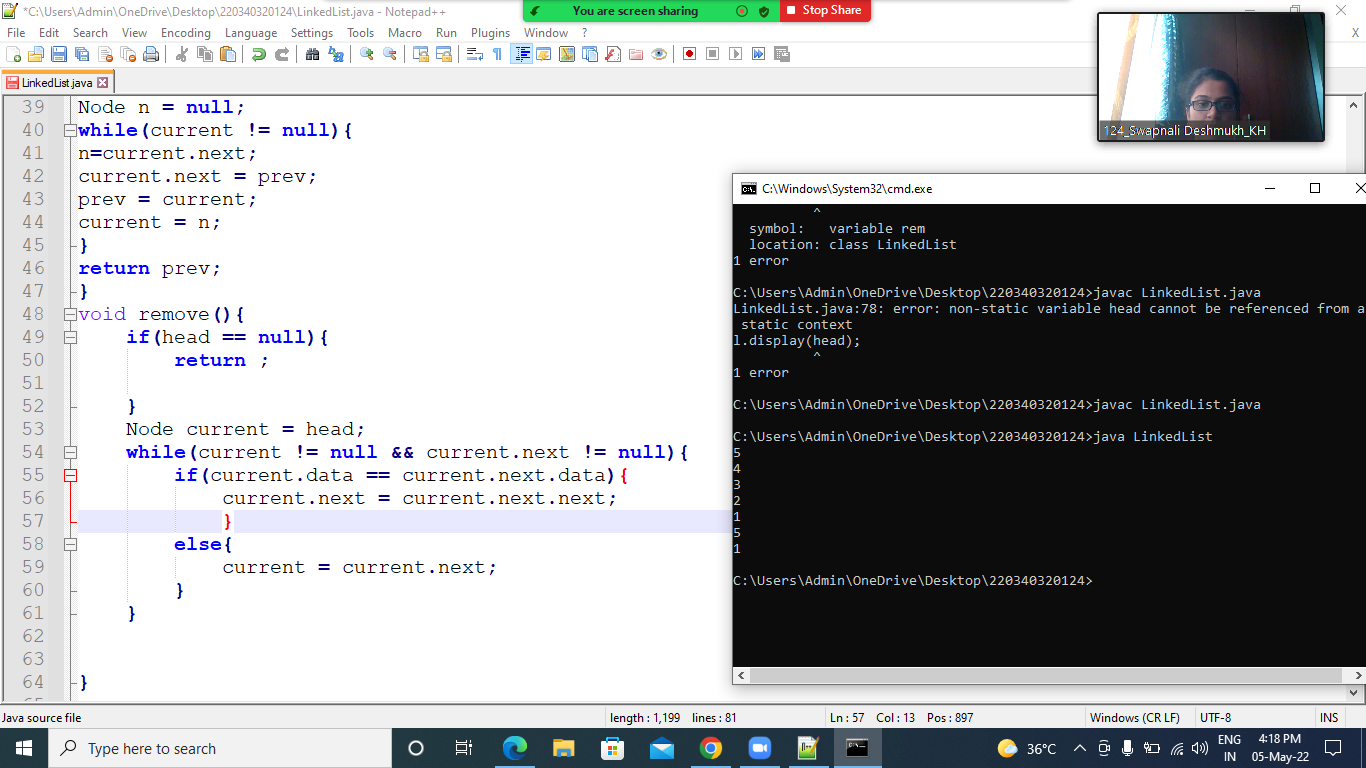 *C:\Users\Admin\OneDrive\Desktop\220340320124\LinkedList.java - Notepad++
You are screen sharing
Stop Share
File Edit Search View Encoding Language Settings Tools Macro Run Plugins Window ?
X
LinkedList.java
39 Node n = null;
40 while(current != null){
41 n=current.next;
42 current.next = prev;
43 prev = current;
44 current = n;
45 }
46 return prev;
47 }
48 void remove(){
49 if(head == null){
50 return ;
51
52 }
53 Node current = head;
54 while(current != null && current.next != null){
55 if(current.data == current.next.data){
56 current.next = current.next.next;
57 }
58 else{
59 current = current.next;
60 }
61 }
62
63
64 }
124_Swapnali Deshmukh_KH
C:\Windows\System32\cmd.exe
^
symbol: variable rem
location: class LinkedList
1 error
C:\Users\Admin\OneDrive\Desktop\220340320124>javac LinkedList.java
LinkedList.java:78: error: non-static variable head cannot be referenced from a
static context
l.display(head);
^
1 error
C:\Users\Admin\OneDrive\Desktop\220340320124>javac LinkedList.java
C:\Users\Admin\OneDrive\Desktop\220340320124>java LinkedList
5
4
3
2
1
5
1
C:\Users\Admin\OneDrive\Desktop\220340320124>
Java source file length : 1,199 lines : 81 Ln : 57 Col : 13 Pos : 897 Windows (CR LF) UTF-8 INS
Type here to search
36°C
ENG
IN
4:18 PM
05-May-22